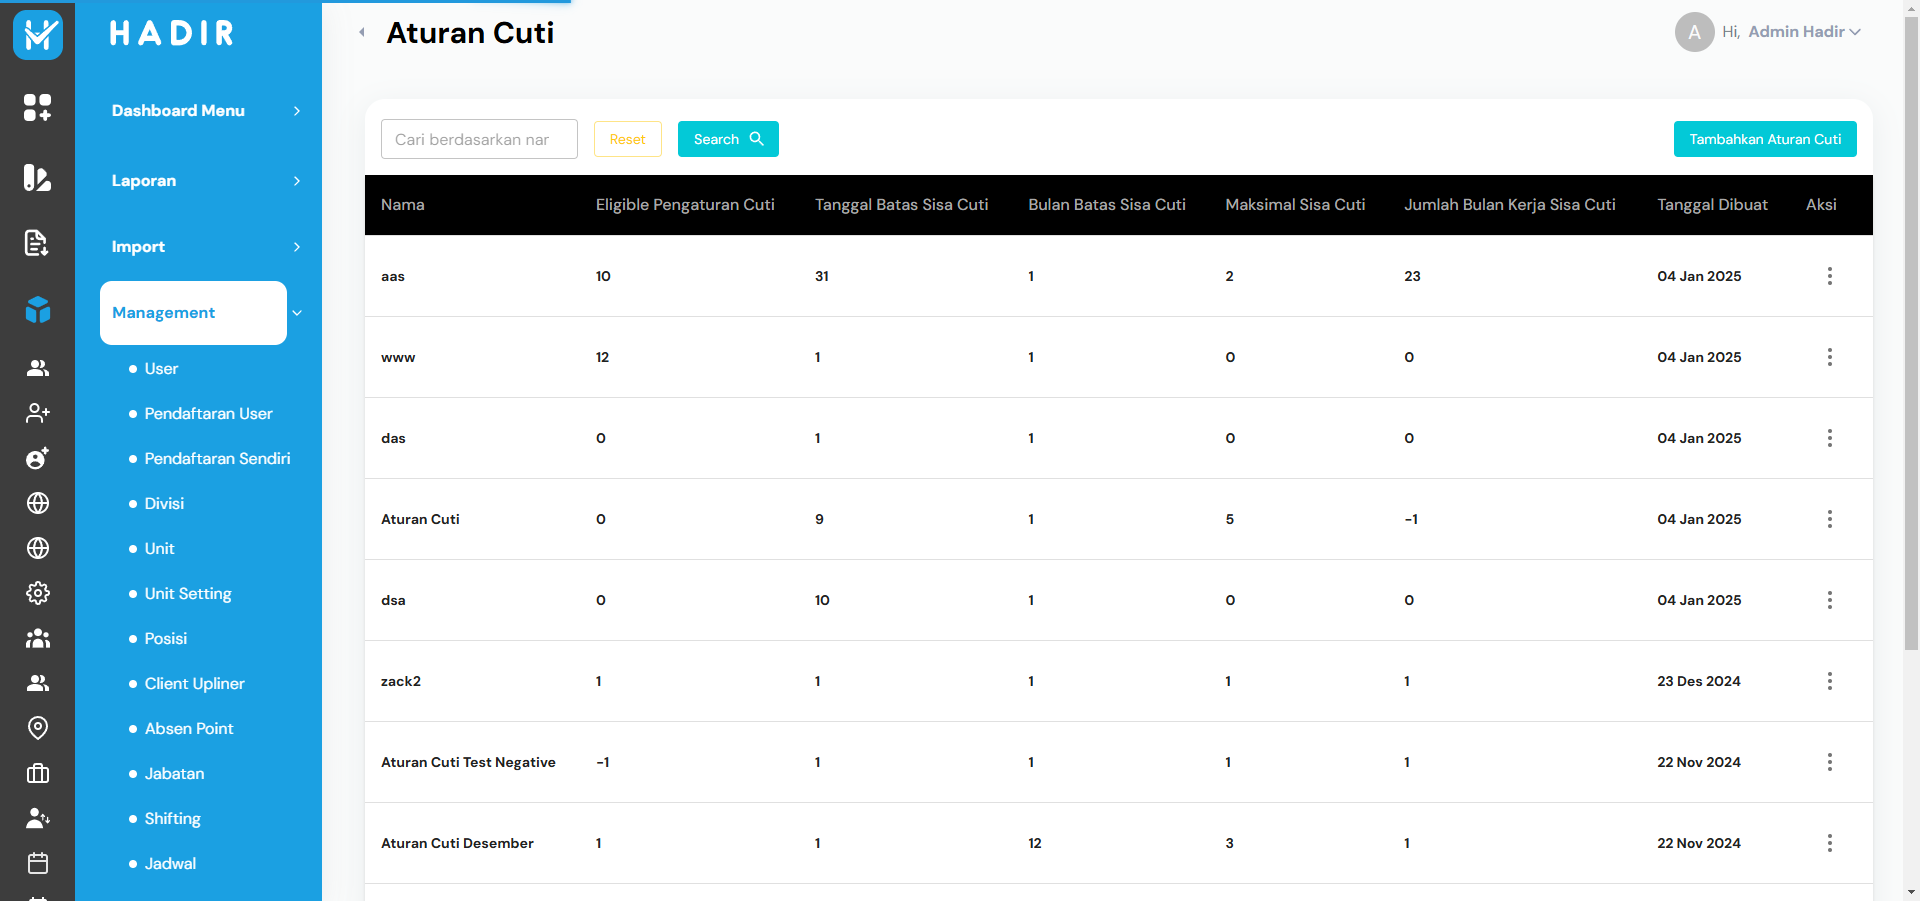 HADIR
Dashboard Menu
Laporan
Import
Management
User
Pendaftaran User
Pendaftaran Sendiri
Divisi
Unit
Unit Setting
Posisi
Client Upliner
Absen Point
Jabatan
Shifting
Jadwal
Aturan Cuti
A Hi, Admin Hadir
Cari berdasarkan nar Reset Search Tambahkan Aturan Cuti
Nama Eligible Pengaturan Cuti Tanggal Batas Sisa Cuti Bulan Batas Sisa Cuti Maksimal Sisa Cuti Jumlah Bulan Kerja Sisa Cuti Tanggal Dibuat Aksi
aas 10 31 1 2 23 04 Jan 2025
www 12 1 1 0 0 04 Jan 2025
das 0 1 1 0 0 04 Jan 2025
Aturan Cuti 0 9 1 5 -1 04 Jan 2025
dsa 0 10 1 0 0 04 Jan 2025
zack2 1 1 1 1 1 23 Des 2024
Aturan Cuti Test Negative -1 1 1 1 1 22 Nov 2024
Aturan Cuti Desember 1 1 12 3 1 22 Nov 2024